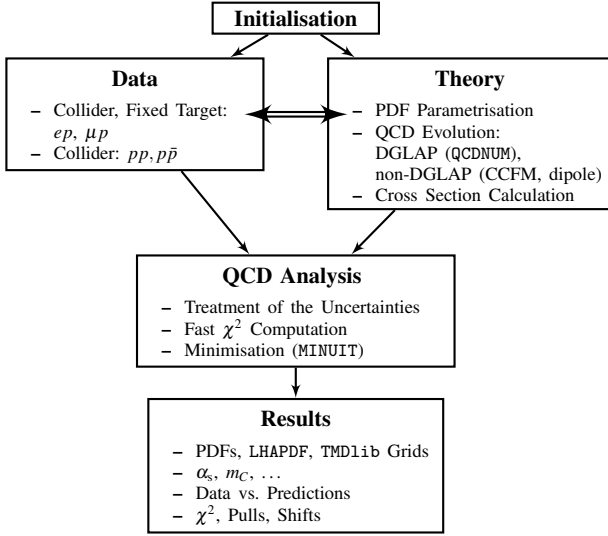 Initialisation
Data
– Collider, Fixed Target:
ep, μp
– Collider: pp, pp̄
Theory
– PDF Parametrisation
– QCD Evolution:
DGLAP (QCDNUM),
non-DGLAP (CCFM, dipole)
– Cross Section Calculation
QCD Analysis
– Treatment of the Uncertainties
– Fast χ² Computation
– Minimisation (MINUIT)
Results
– PDFs, LHAPDF, TMDlib Grids
– αₛ, m_C, …
– Data vs. Predictions
– χ², Pulls, Shifts